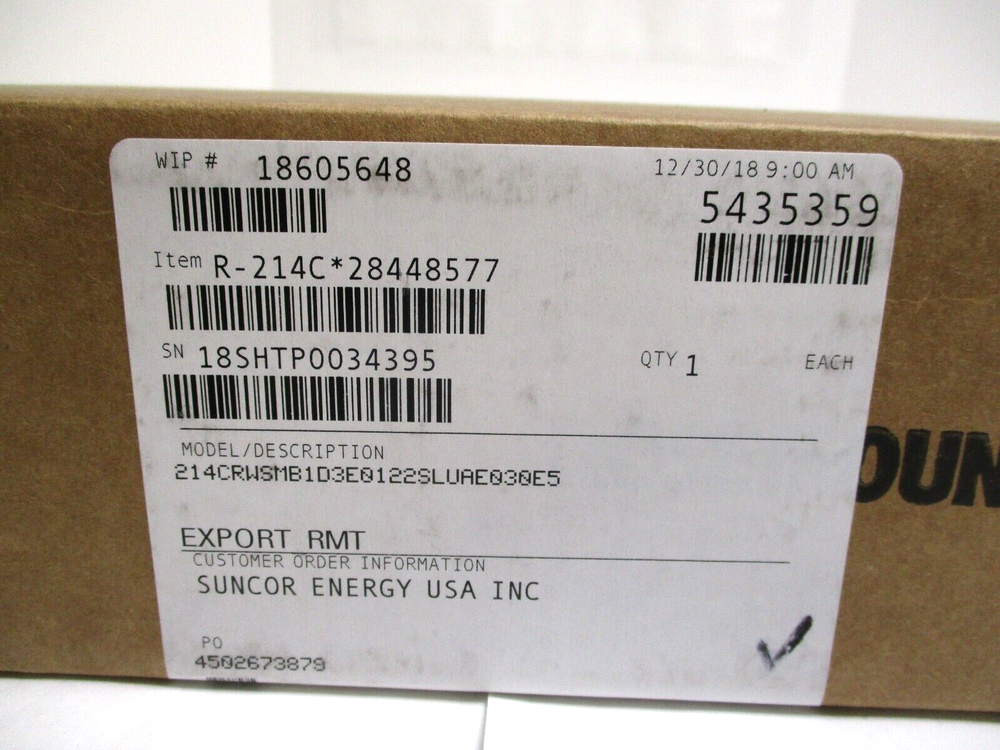 WIP # 18605648
12/30/18 9:00 AM
5435359
Item R-214C*28448577
SN 18SHTP0034395
QTY 1 EACH
MODEL/DESCRIPTION
214CRWSMB1D3E0122SLUAE030E5
EXPORT RMT
CUSTOMER ORDER INFORMATION
SUNCOR ENERGY USA INC
PO
4502673879
OUN